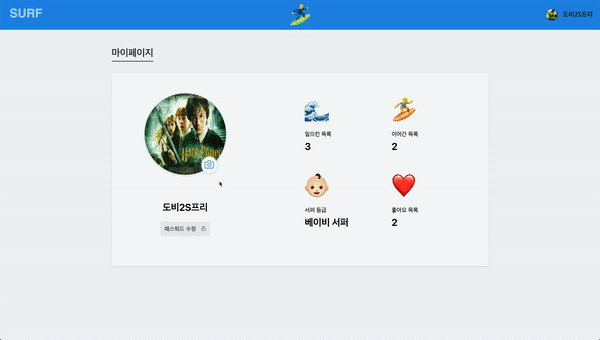 SURF
도비2S프리
마이페이지
Harry Potter
도비2S프리
패스워드 수정
일으킨 목록
3
이어간 목록
2
서퍼 등급
베이비 서퍼
좋아요 목록
2